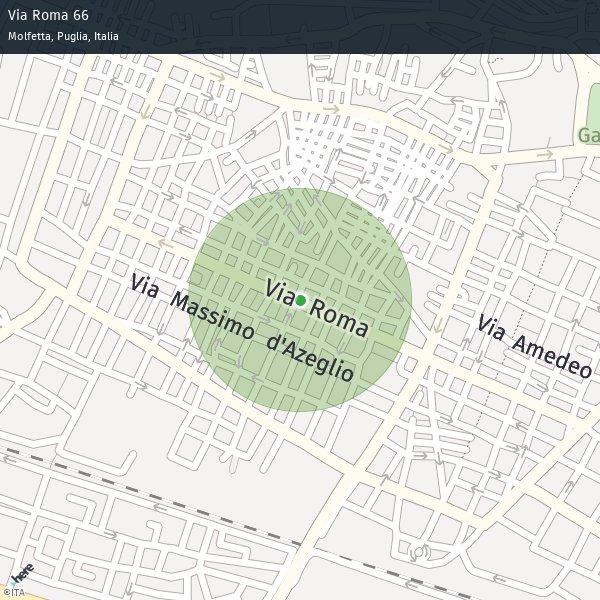 Via Roma 66
Molfetta, Puglia, Italia
Ga
Via Roma
Via Massimo d'Azeglio
Via Amedeo
here
©ITA